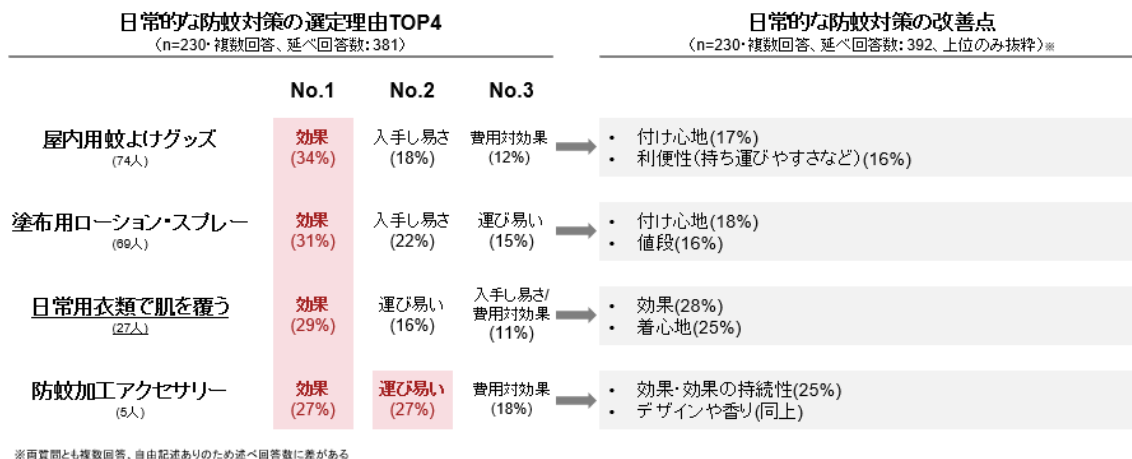 日常的な防蚊対策の選定理由TOP4
（n=230・複数回答、延べ回答数:381）
No.1
No.2
No.3
屋内用蚊よけグッズ
(74人)
効果
(34%)
入手し易さ
(18%)
費用対効果
(12%)
塗布用ローション・スプレー
(69人)
効果
(31%)
入手し易さ
(22%)
運び易い
(15%)
日常用衣類で肌を覆う
(27人)
効果
(29%)
運び易い
(16%)
入手し易さ/
費用対効果
(11%)
防蚊加工アクセサリー
(5人)
効果
(27%)
運び易い
(27%)
費用対効果
(18%)
日常的な防蚊対策の改善点
（n=230・複数回答、延べ回答数:392、上位のみ抜粋）※
• 付け心地(17%)
• 利便性(持ち運びやすさなど)(16%)
• 付け心地(18%)
• 値段(16%)
• 効果(28%)
• 着心地(25%)
• 効果・効果の持続性(25%)
• デザインや香り(同上)
※両質問とも複数回答、自由記述ありのため述べ回答数に差がある